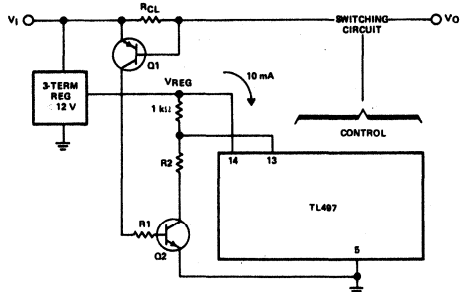 VI
RCL
SWITCHING
CIRCUIT
VO
Q1
3-TERM
REG
12 V
VREG
10 mA
1 kΩ
CONTROL
14
13
R2
TL497
R1
Q2
5